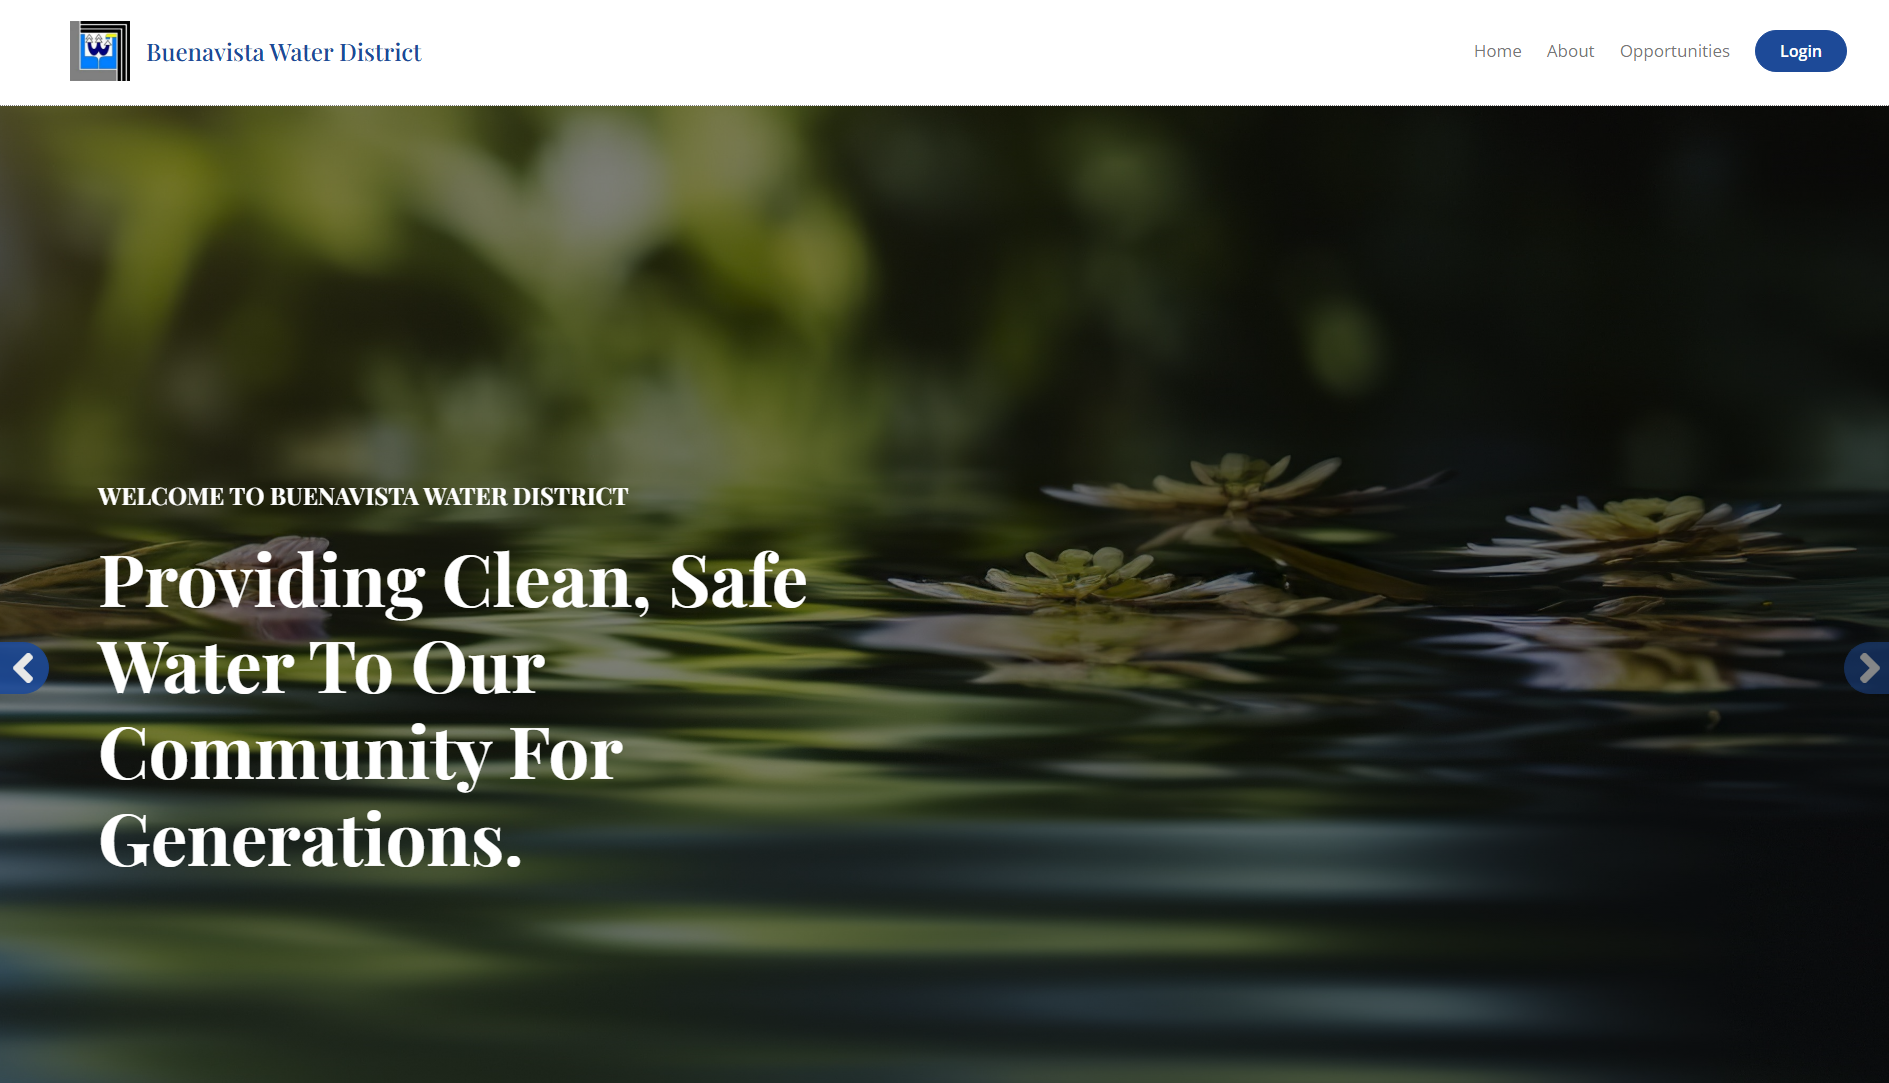 Buenavista Water District
Home
About
Opportunities
Login
WELCOME TO BUENAVISTA WATER DISTRICT
Providing Clean, Safe
Water To Our
Community For
Generations.